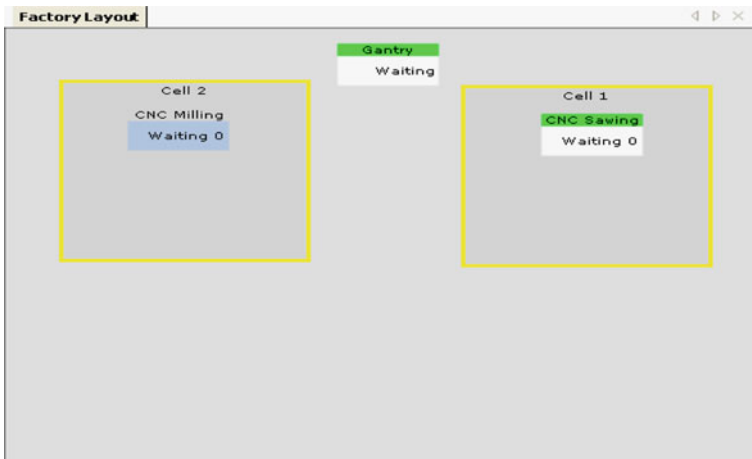 Factory Layout
Gantry
Waiting
Cell 2
CNC Milling
Waiting 0
Cell 1
CNC Sawing
Waiting 0